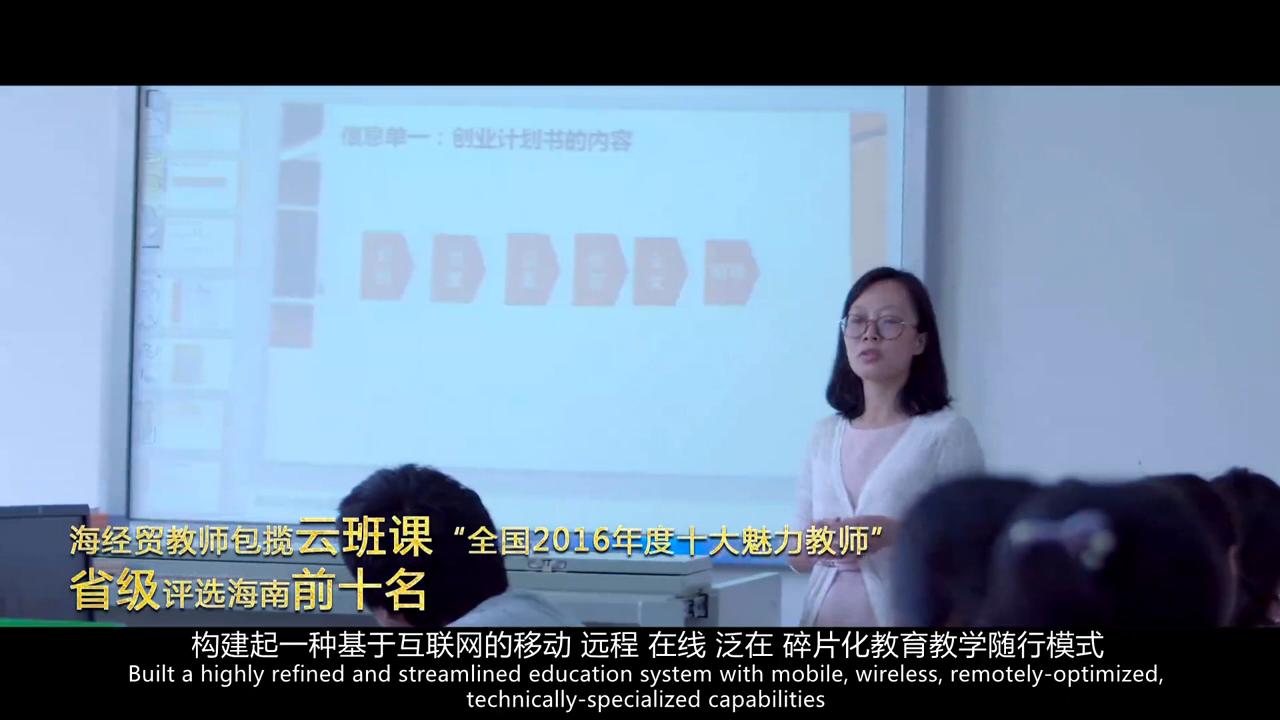 信息单一：创业计划书的内容
海经贸教师包揽云班课“全国2016年度十大魅力教师”
省级评选海南前十名
构建起一种基于互联网的移动 远程 在线 泛在 碎片化教育教学随行模式
Built a highly refined and streamlined education system with mobile, wireless, remotely-optimized,
technically-specialized capabilities